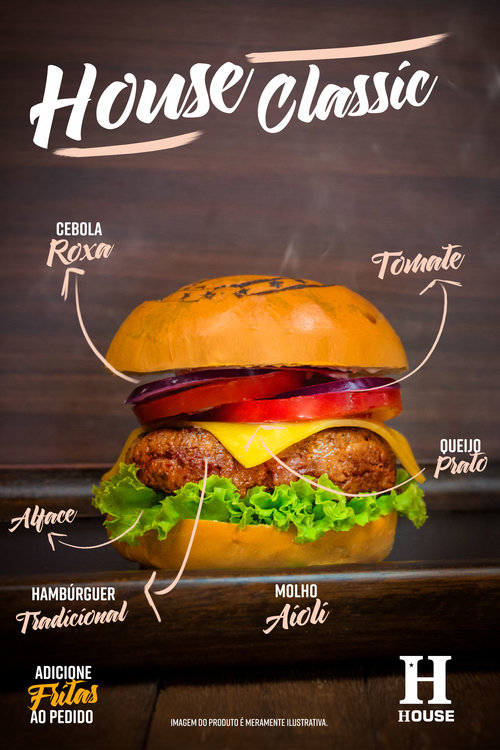 House Classic
CEBOLA
Roxa
Tomate
QUEIJO
Prato
Alface
HAMBÚRGUER
Tradicional
MOLHO
Aioli
ADICIONE
Fritas
AO PEDIDO
IMAGEM DO PRODUTO É MERAMENTE ILUSTRATIVA.
H
HOUSE